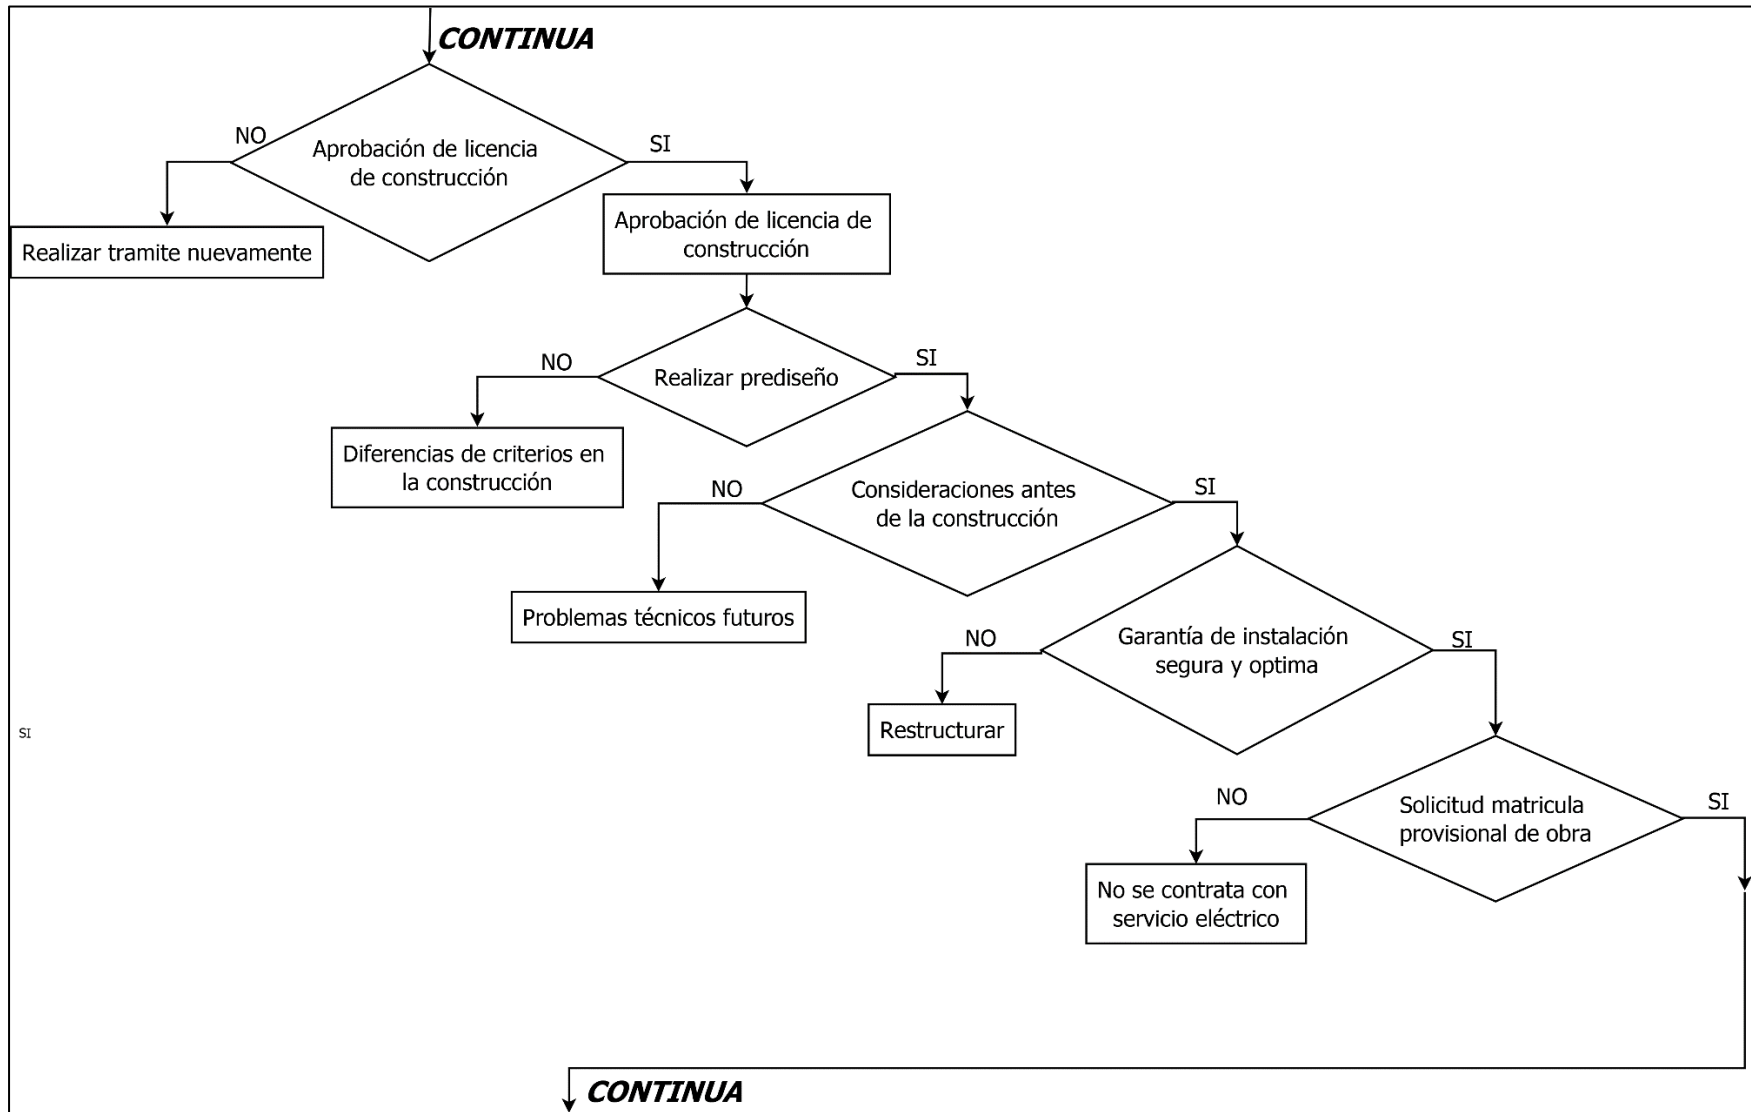 CONTINUA
NO
Aprobación de licencia
de construcción
SI
Realizar tramite nuevamente
Aprobación de licencia de
construcción
NO
Realizar prediseño
SI
Diferencias de criterios en
la construcción
NO
Consideraciones antes
de la construcción
SI
Problemas técnicos futuros
NO
Garantía de instalación
segura y optima
SI
Restructurar
SI
NO
Solicitud matricula
provisional de obra
SI
No se contrata con
servicio eléctrico
CONTINUA